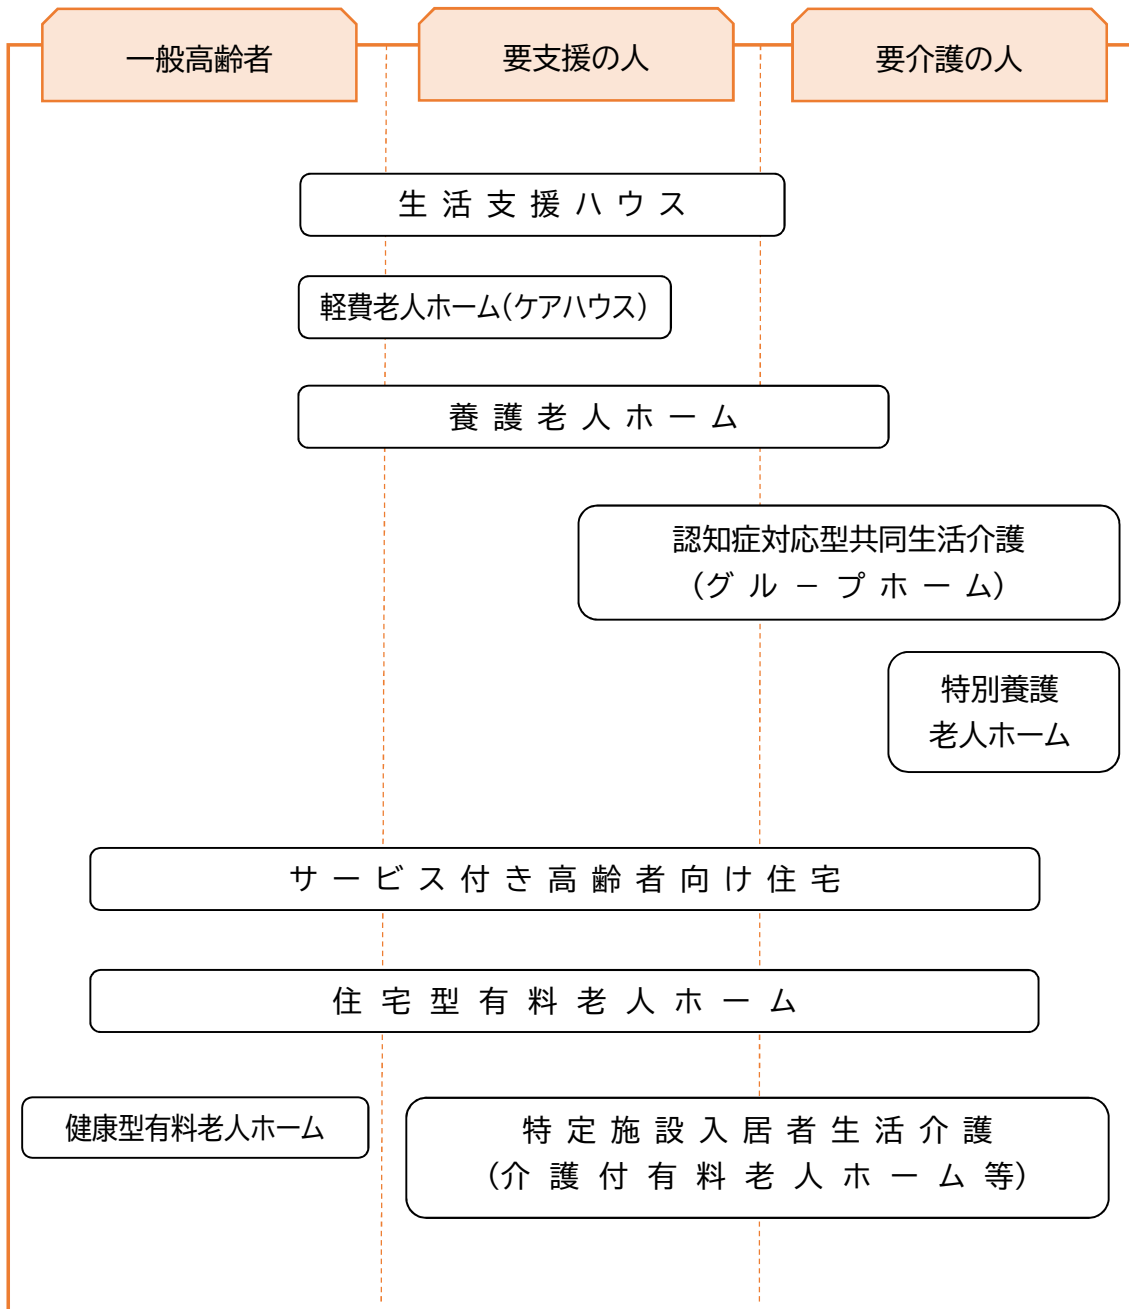 一般高齢者
要支援の人
要介護の人
生活支援ハウス
軽費老人ホーム(ケアハウス)
養護老人ホーム
認知症対応型共同生活介護
(グル－プホーム)
特別養護
老人ホーム
サービス付き高齢者向け住宅
住宅型有料老人ホーム
健康型有料老人ホーム
特定施設入居者生活介護
(介護付有料老人ホーム等)